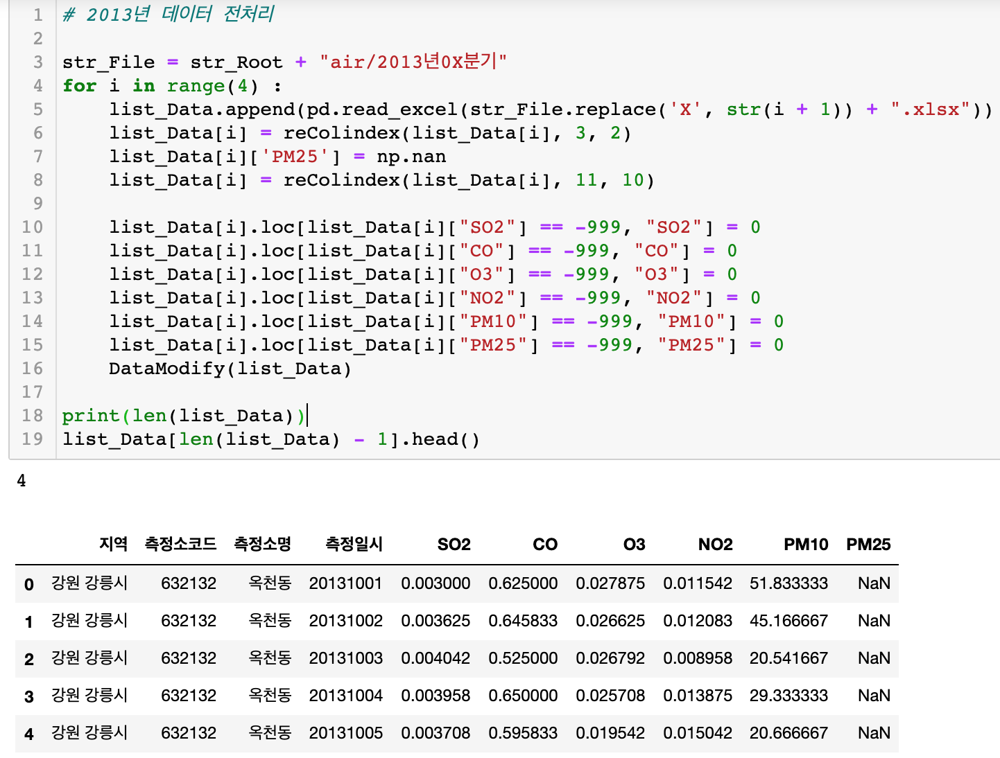 1 # 2013년 데이터 전처리
2
3 str_File = str_Root + "air/2013년0X분기"
4 for i in range(4) :
5     list_Data.append(pd.read_excel(str_File.replace('X', str(i + 1)) + ".xlsx"))
6     list_Data[i] = reColindex(list_Data[i], 3, 2)
7     list_Data[i]['PM25'] = np.nan
8     list_Data[i] = reColindex(list_Data[i], 11, 10)
9
10     list_Data[i].loc[list_Data[i]["SO2"] == -999, "SO2"] = 0
11     list_Data[i].loc[list_Data[i]["CO"] == -999, "CO"] = 0
12     list_Data[i].loc[list_Data[i]["O3"] == -999, "O3"] = 0
13     list_Data[i].loc[list_Data[i]["NO2"] == -999, "NO2"] = 0
14     list_Data[i].loc[list_Data[i]["PM10"] == -999, "PM10"] = 0
15     list_Data[i].loc[list_Data[i]["PM25"] == -999, "PM25"] = 0
16     DataModify(list_Data)
17
18 print(len(list_Data))
19 list_Data[len(list_Data) - 1].head()
4
지역 측정소코드 측정소명 측정일시 SO2 CO O3 NO2 PM10 PM25
0 강원 강릉시 632132 옥천동 20131001 0.003000 0.625000 0.027875 0.011542 51.833333 NaN
1 강원 강릉시 632132 옥천동 20131002 0.003625 0.645833 0.026625 0.012083 45.166667 NaN
2 강원 강릉시 632132 옥천동 20131003 0.004042 0.525000 0.026792 0.008958 20.541667 NaN
3 강원 강릉시 632132 옥천동 20131004 0.003958 0.650000 0.025708 0.013875 29.333333 NaN
4 강원 강릉시 632132 옥천동 20131005 0.003708 0.595833 0.019542 0.015042 20.666667 NaN